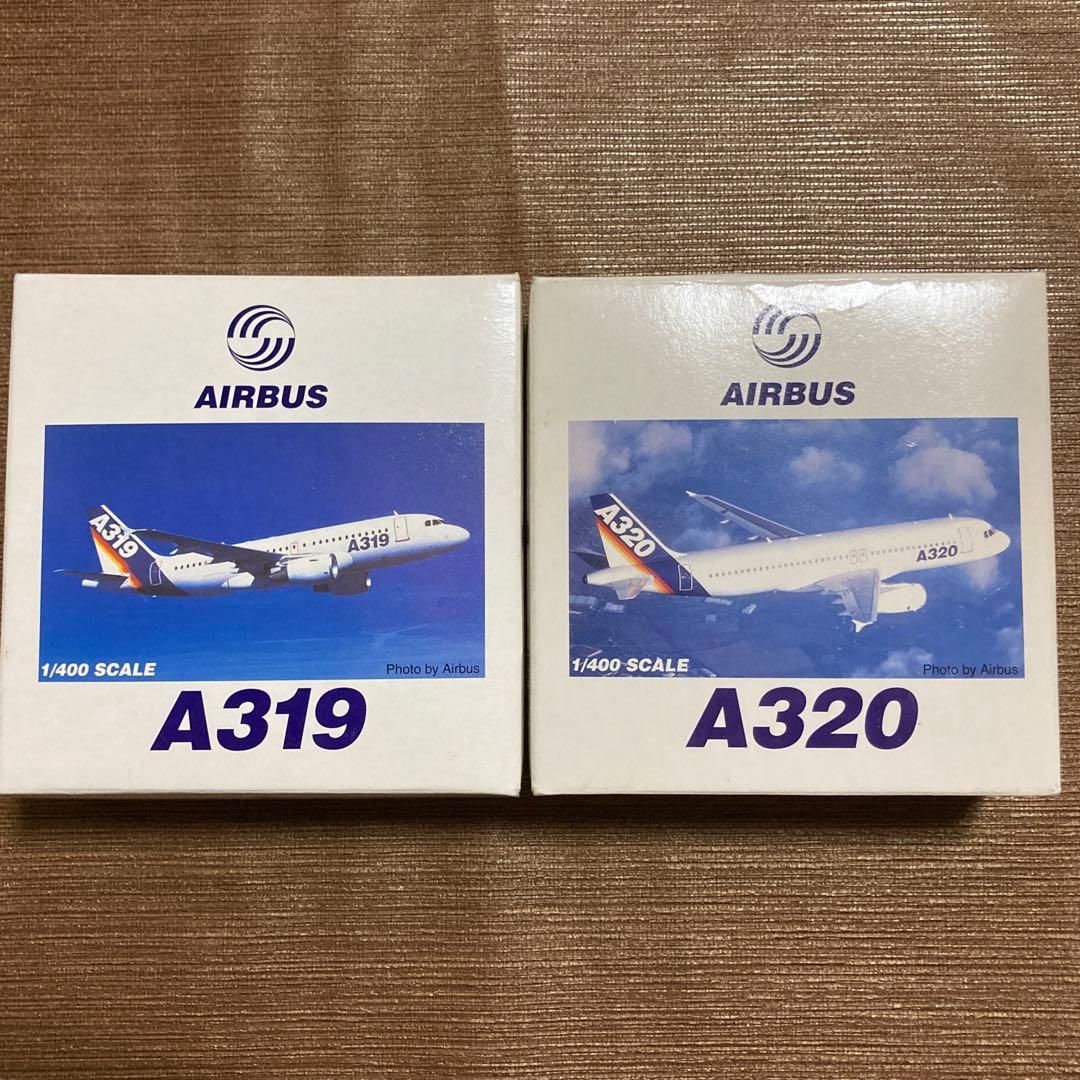 AIRBUS
A319
A319
1/400 SCALE
Photo by Airbus
A319
AIRBUS
A320
A320
1/400 SCALE
Photo by Airbus
A320